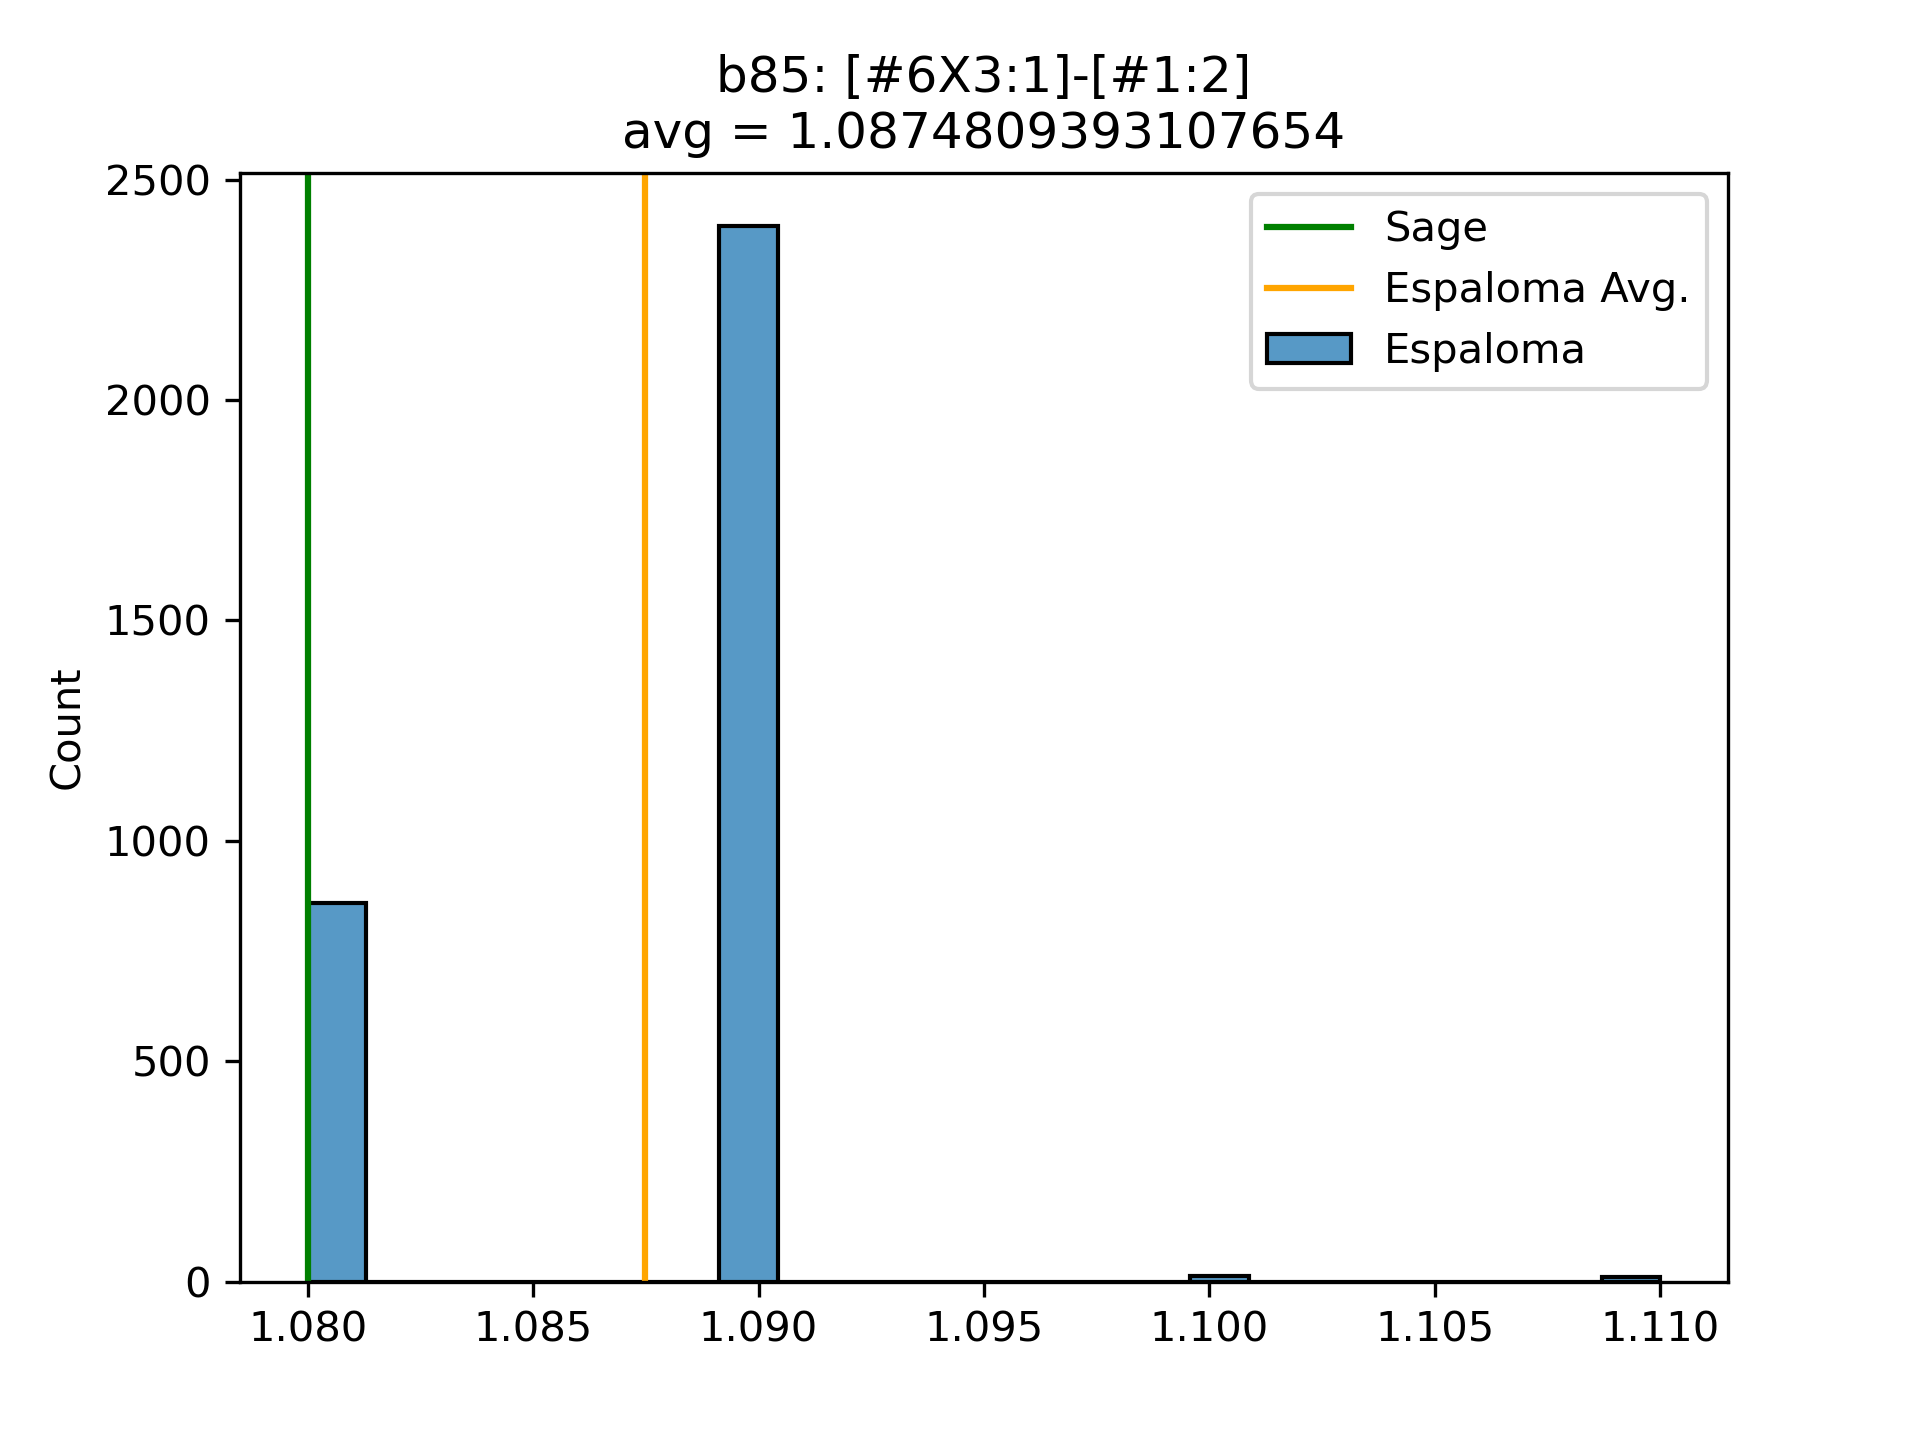 b85: [#6X3:1]-[#1:2]
avg = 1.0874809393107654
2500
2000
1500
1000
500
0
Count
Sage
Espaloma Avg.
Espaloma
1.080 1.085 1.090 1.095 1.100 1.105 1.110